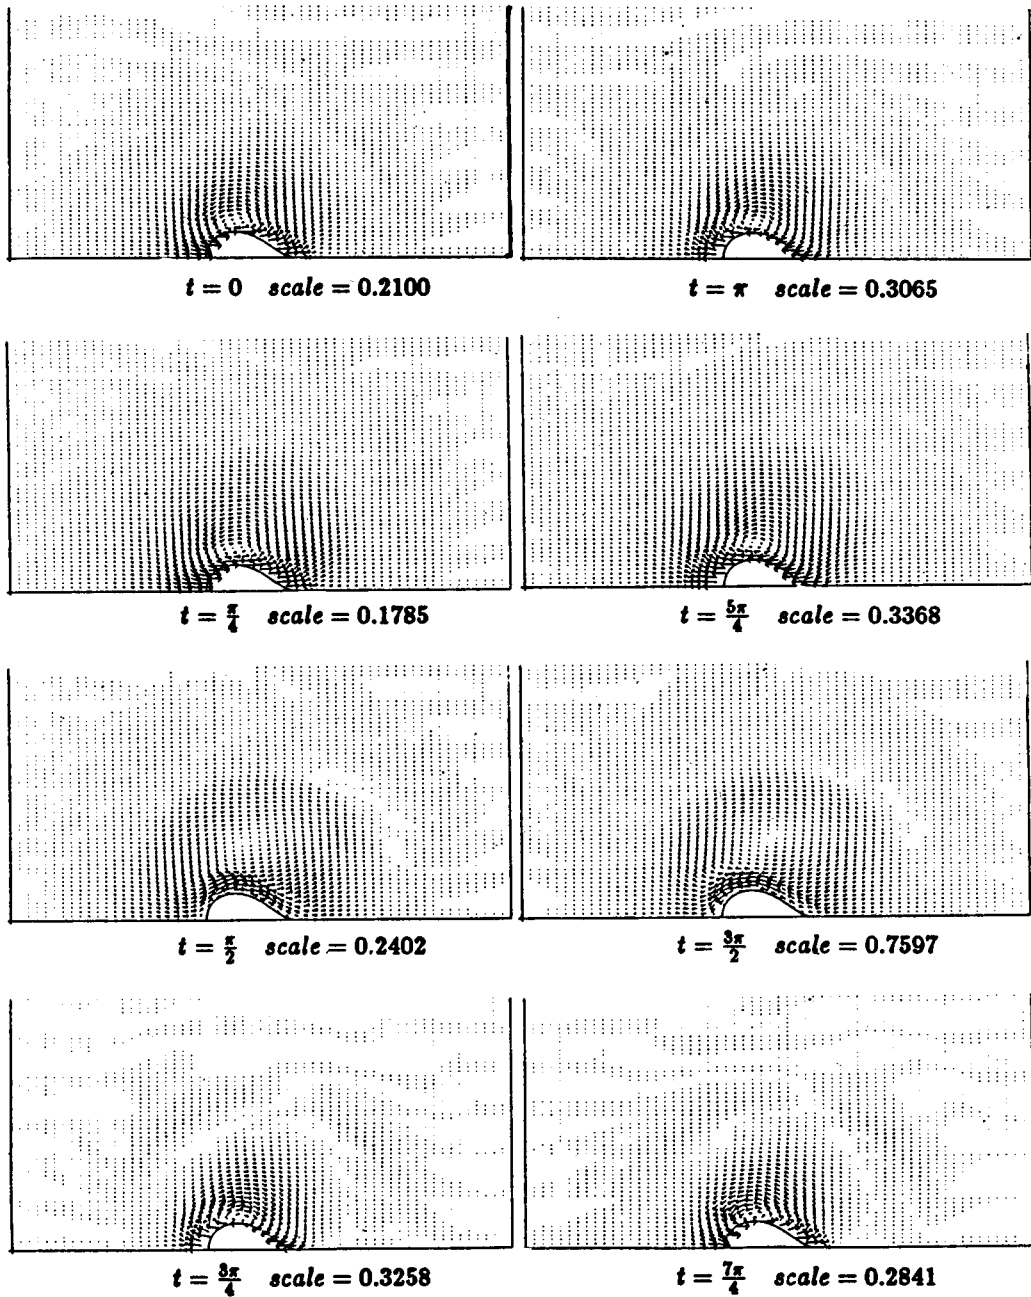 t = 0 scale = 0.2100
t = π scale = 0.3065
t = π/4 scale = 0.1785
t = 5π/4 scale = 0.3368
t = π/2 scale = 0.2402
t = 3π/2 scale = 0.7597
t = 3π/4 scale = 0.3258
t = 7π/4 scale = 0.2841